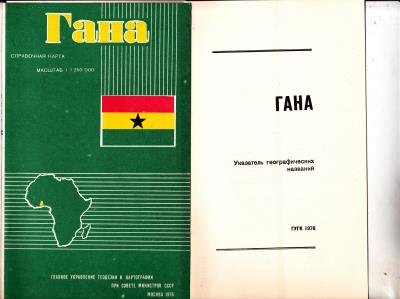 Гана
СПРАВОЧНАЯ КАРТА
МАСШТАБ 1:1 250 000
ГЛАВНОЕ УПРАВЛЕНИЕ ГЕОДЕЗИИ И КАРТОГРАФИИ
ПРИ СОВЕТЕ МИНИСТРОВ СССР
МОСКВА 1976
ГАНА
Указатель географических
названий
ГУГК 1976